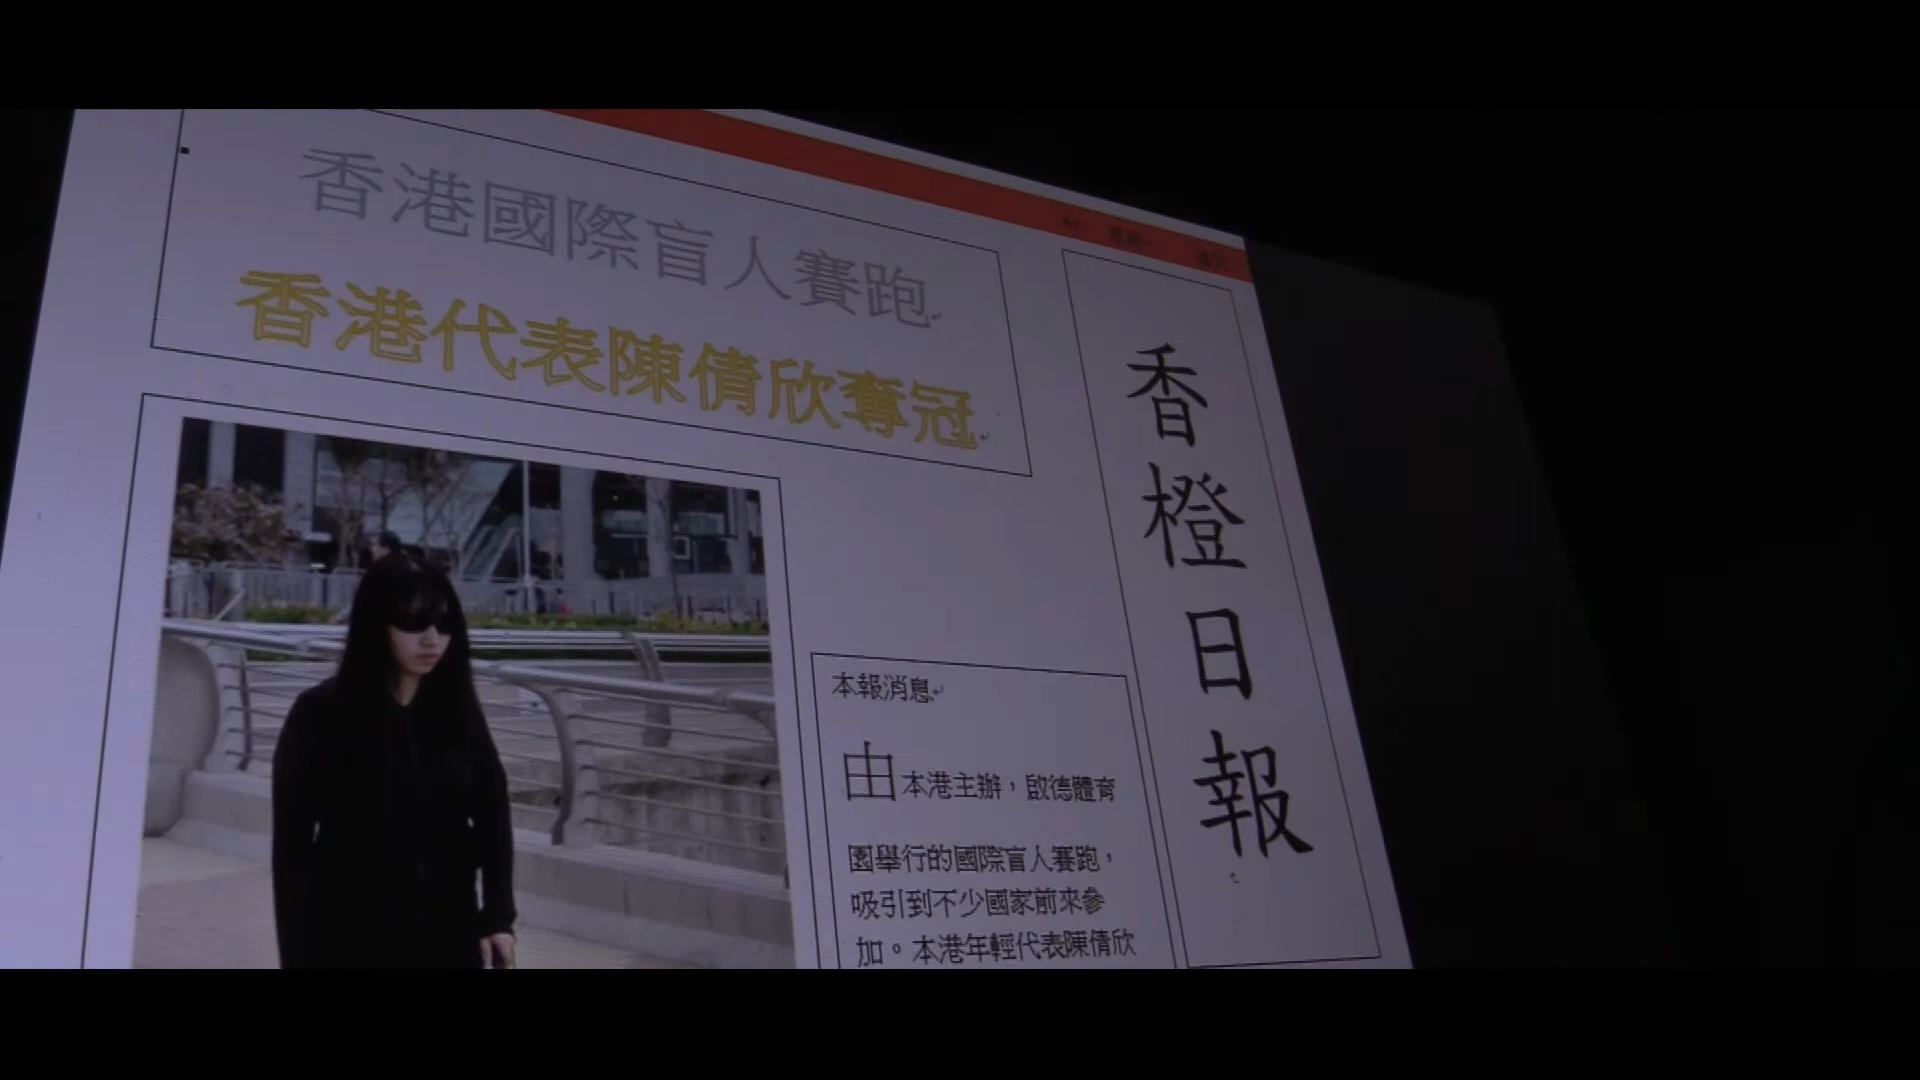 香港國際盲人賽跑
香港代表陳倩欣奪冠
香橙日報
本報消息
由本港主辦，啟德體育
園舉行的國際盲人賽跑，
吸引到不少國家前來參
加。本港年輕代表陳倩欣